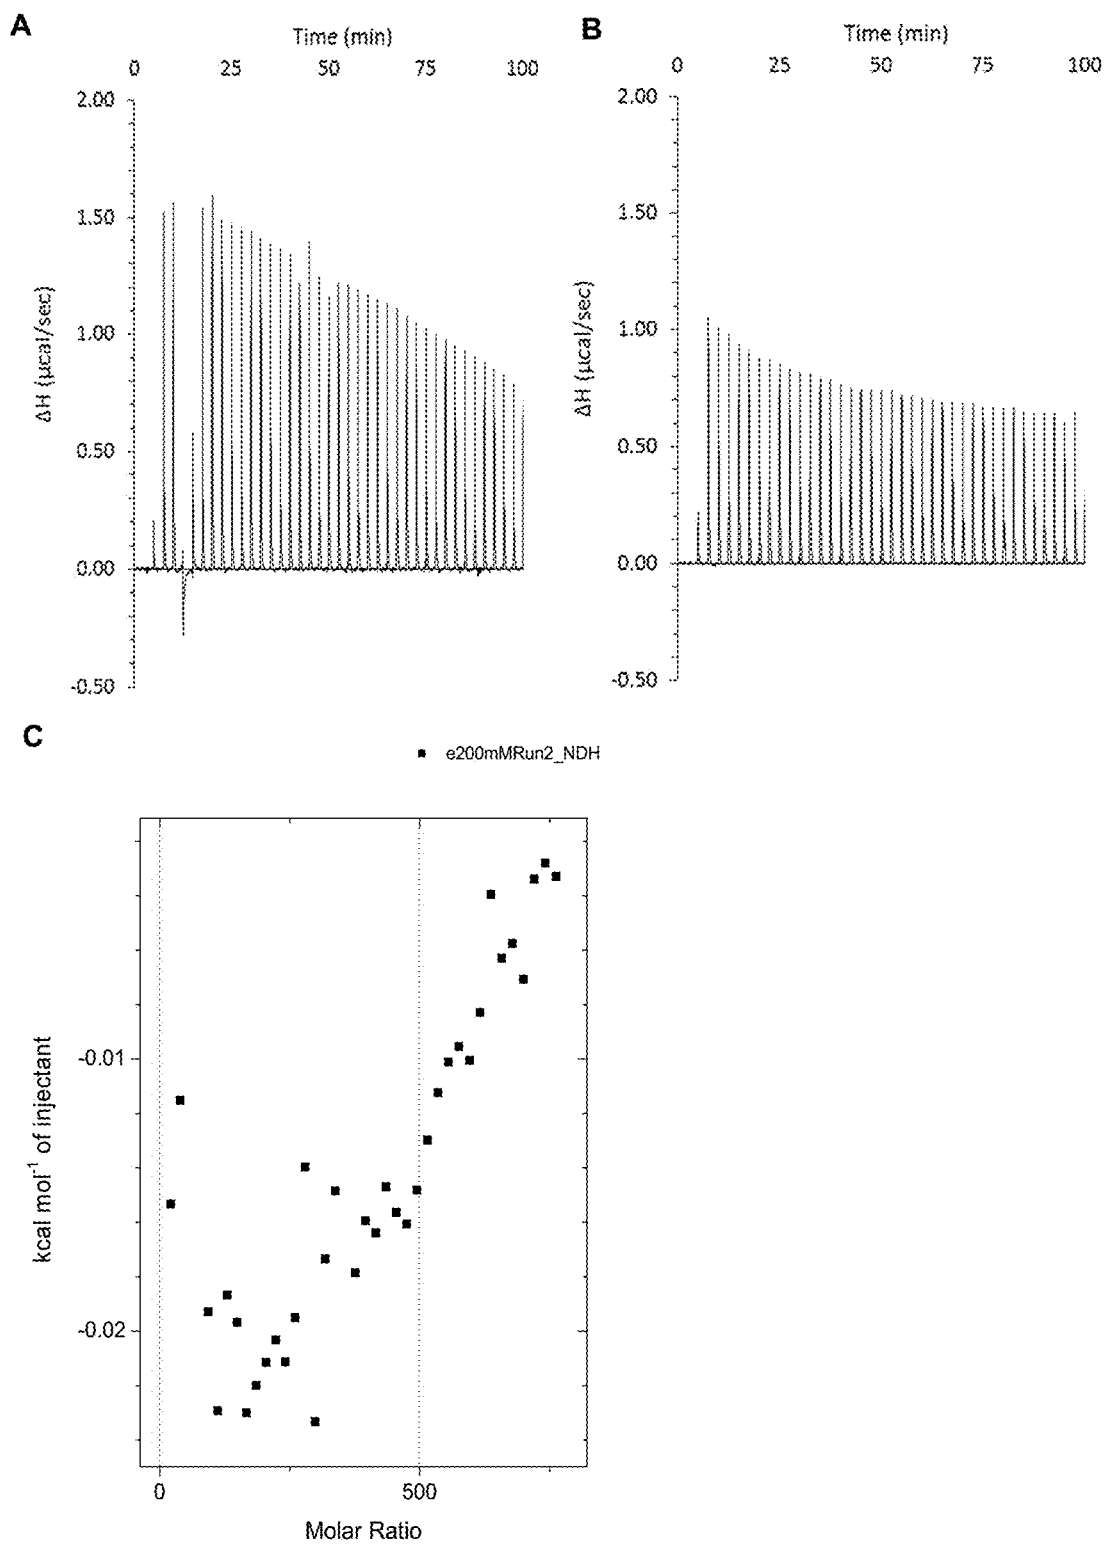 A
Time (min)
0 25 50 75 100
2.00
1.50
1.00
0.50
0.00
-0.50
ΔH (µcal/sec)
B
Time (min)
0 25 50 75 100
2.00
1.50
1.00
0.50
0.00
-0.50
ΔH (µcal/sec)
C
e200mMRun2_NDH
-0.01
-0.02
kcal mol⁻¹ of injectant
0 500
Molar Ratio